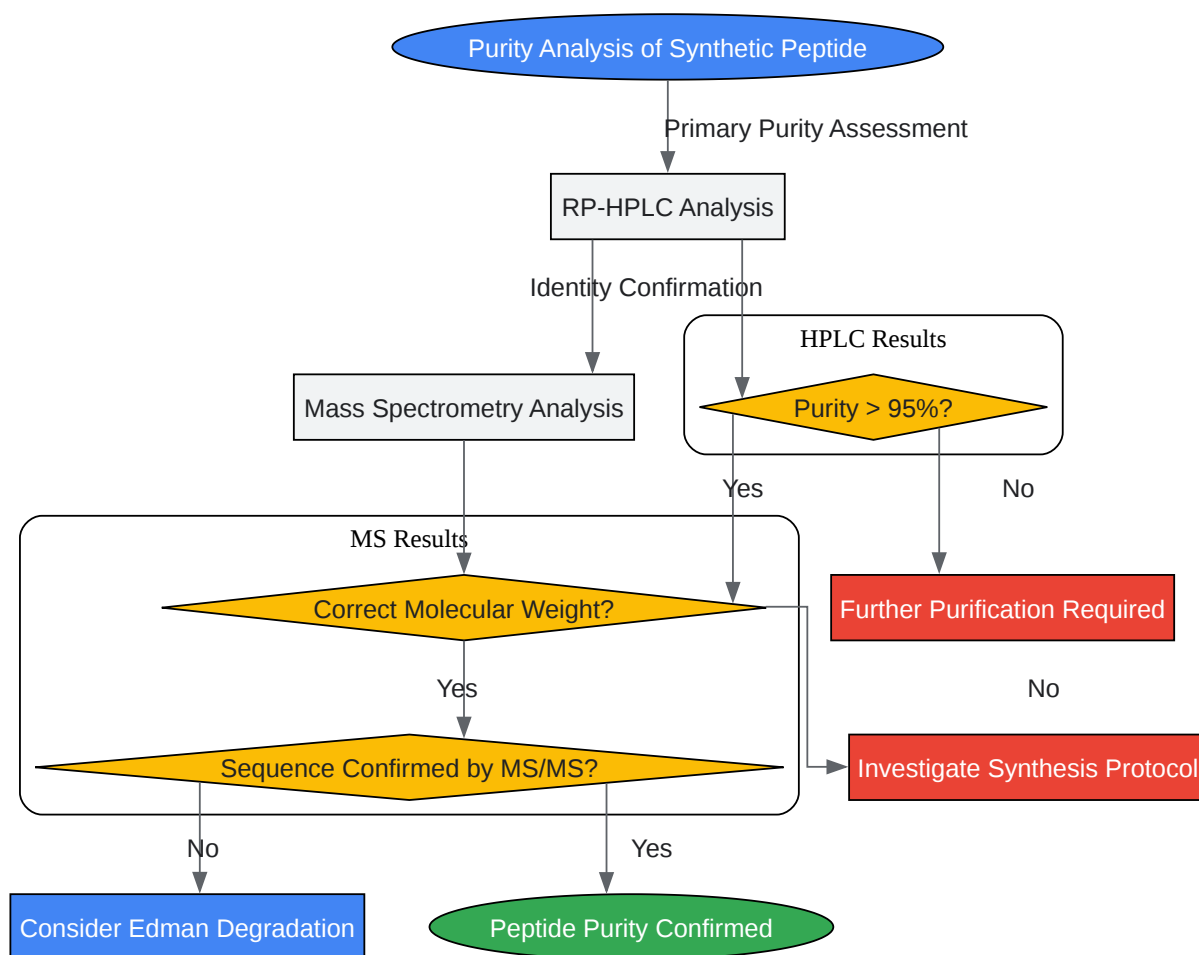 Purity Analysis of Synthetic Peptide
Primary Purity Assessment
RP-HPLC Analysis
Identity Confirmation
HPLC Results
Mass Spectrometry Analysis
Purity > 95%?
Yes
No
MS Results
Correct Molecular Weight?
Further Purification Required
Yes
No
Sequence Confirmed by MS/MS?
Investigate Synthesis Protocol
No
Yes
Consider Edman Degradation
Peptide Purity Confirmed